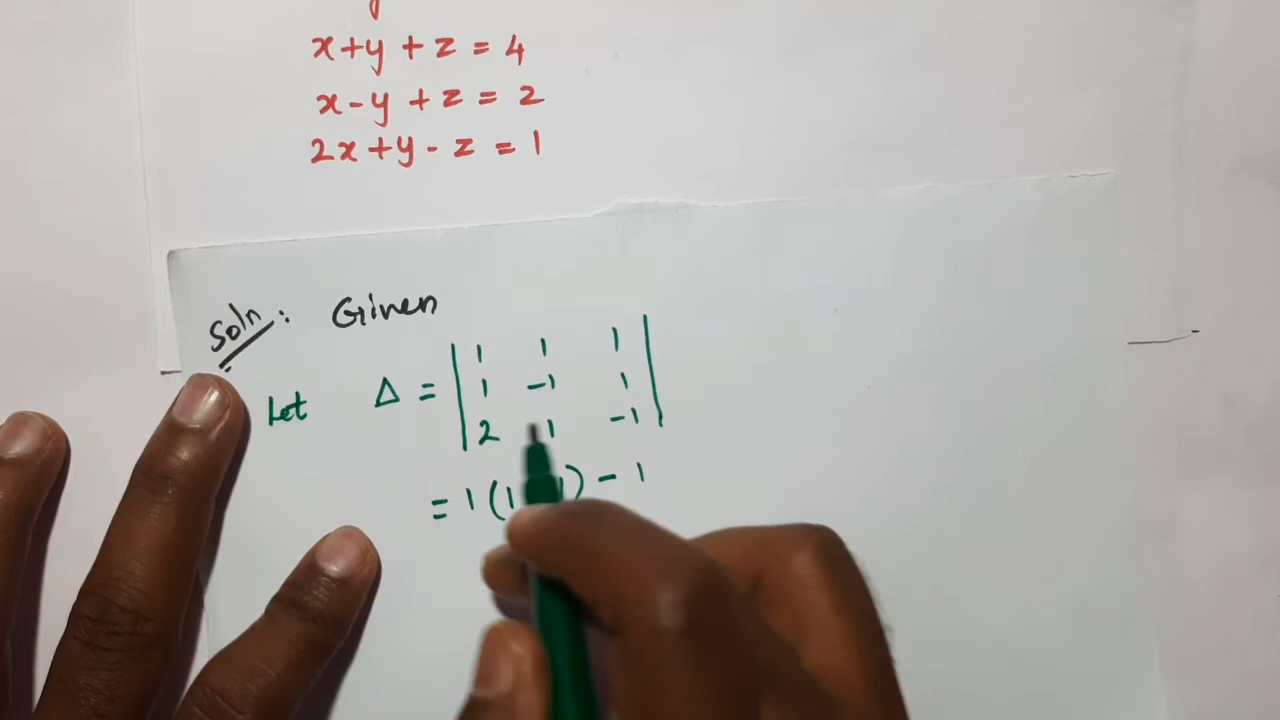 x+y+z=4
x-y+z=2
2x+y-z=1
Soln: Given
Let Δ = | 1 1 1 |
| 1 -1 1 |
| 2 1 -1 |
= 1(1 1) - 1